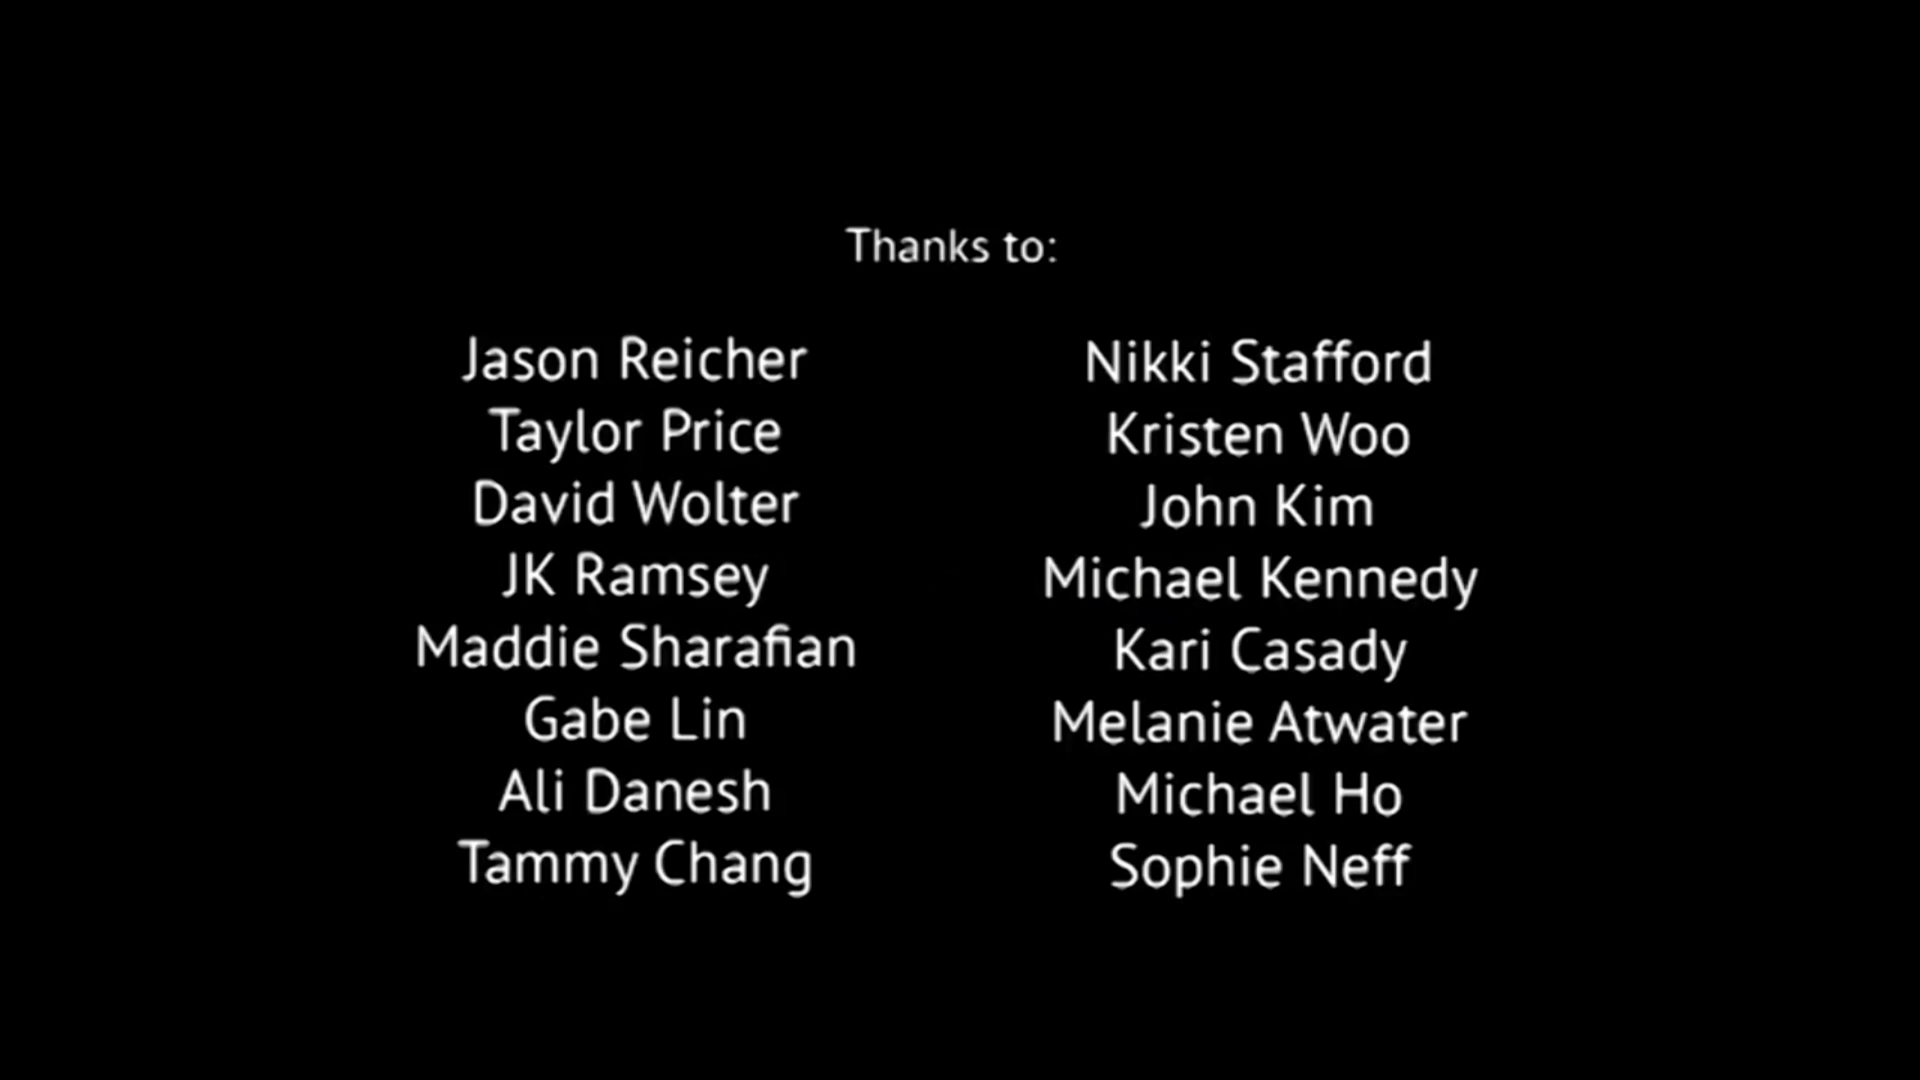 Thanks to:
Jason Reicher
Taylor Price
David Wolter
JK Ramsey
Maddie Sharafian
Gabe Lin
Ali Danesh
Tammy Chang
Nikki Stafford
Kristen Woo
John Kim
Michael Kennedy
Kari Casady
Melanie Atwater
Michael Ho
Sophie Neff